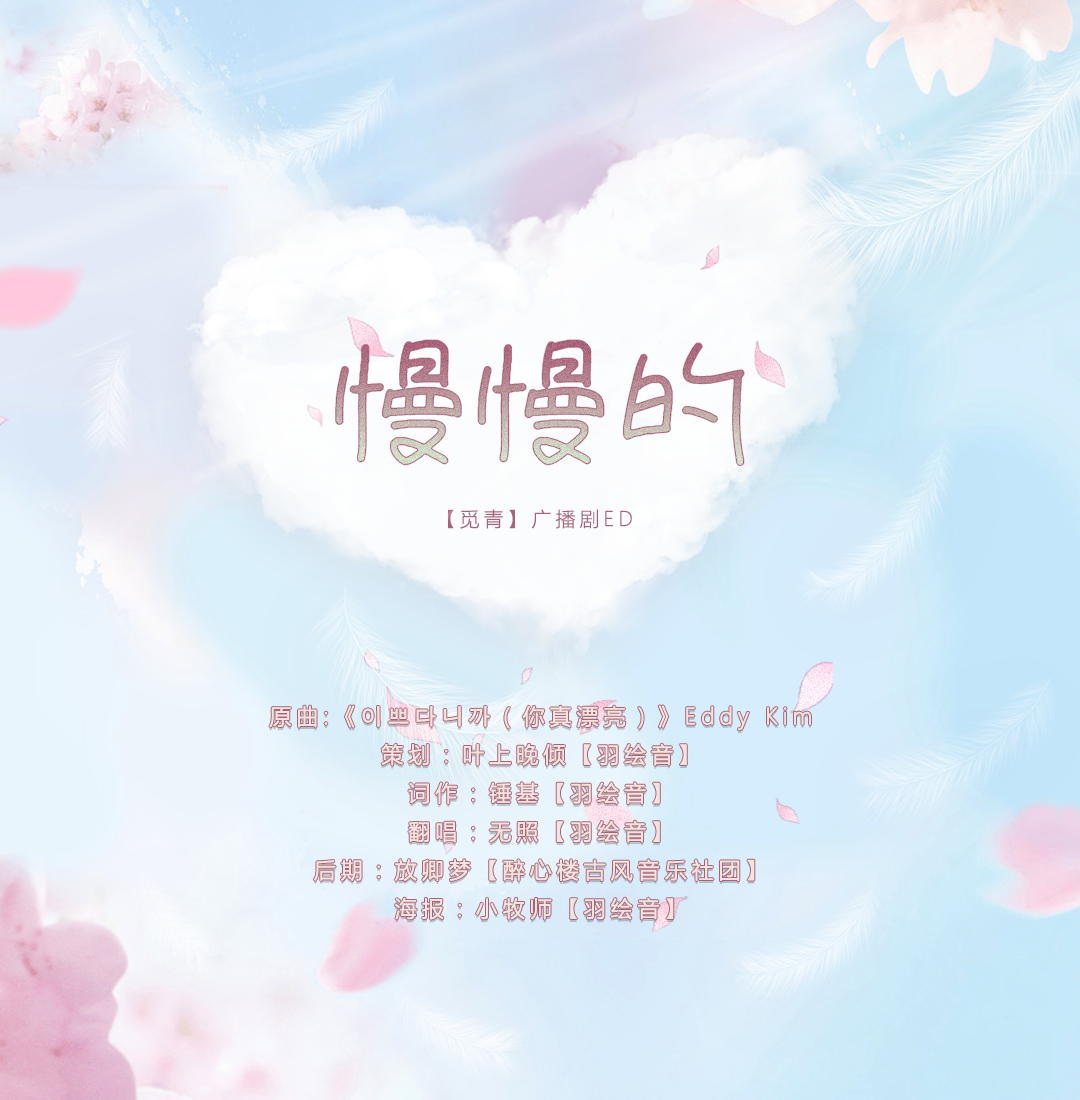 慢慢的
【觅青】广播剧ED
原曲:《이쁘다니까（你真漂亮）》Eddy Kim
策划：叶上晚倾【羽绘音】
词作：锤基【羽绘音】
翻唱：无照【羽绘音】
后期：放卿梦【醉心楼古风音乐社团】
海报：小牧师【羽绘音】